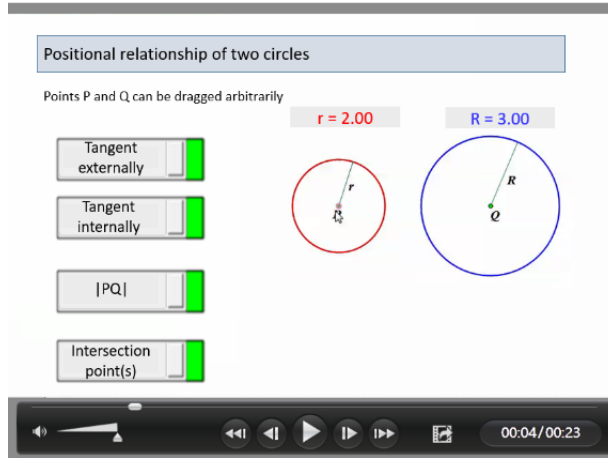 Positional relationship of two circles
Points P and Q can be dragged arbitrarily
r = 2.00
R = 3.00
Tangent
externally
Tangent
internally
|PQ|
Intersection
point(s)
r
R
Q
00:04/00:23